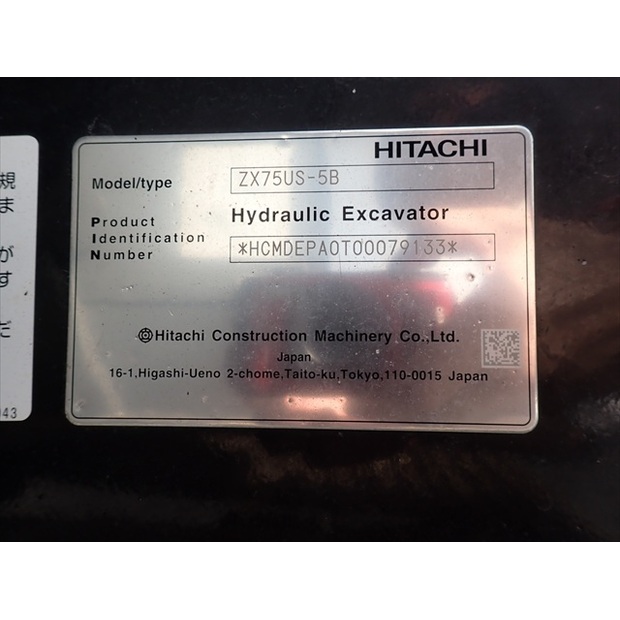 HITACHI
Model/type ZX75US-5B
Hydraulic Excavator
Product
Identification
Number
*HCMDEPA0T00079133*
Hitachi Construction Machinery Co.,Ltd.
Japan
16-1,Higashi-Ueno 2-chome,Taito-ku,Tokyo,110-0015 Japan
規
ま
が
す
だ
043